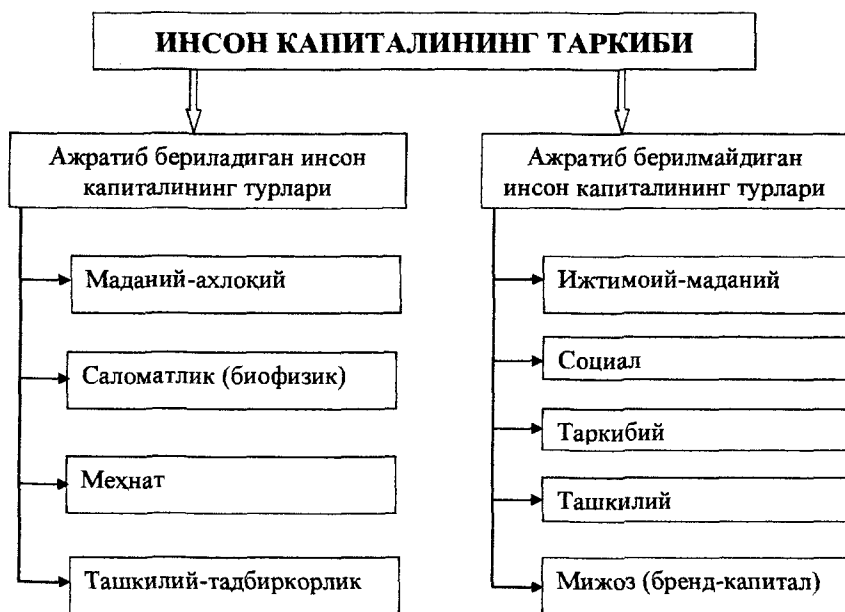 ИНСОН КАПИТАЛИНИНГ ТАРКИБИ
Ажратиб бериладиган инсон
капиталининг турлари
Маданий-ахлоқий
Саломатлик (биофизик)
Меҳнат
Ташкилий-тадбиркорлик
Ажратиб берилмайдиган
инсон капиталининг турлари
Ижтимоий-маданий
Социал
Таркибий
Ташкилий
Мижоз (бренд-капитал)